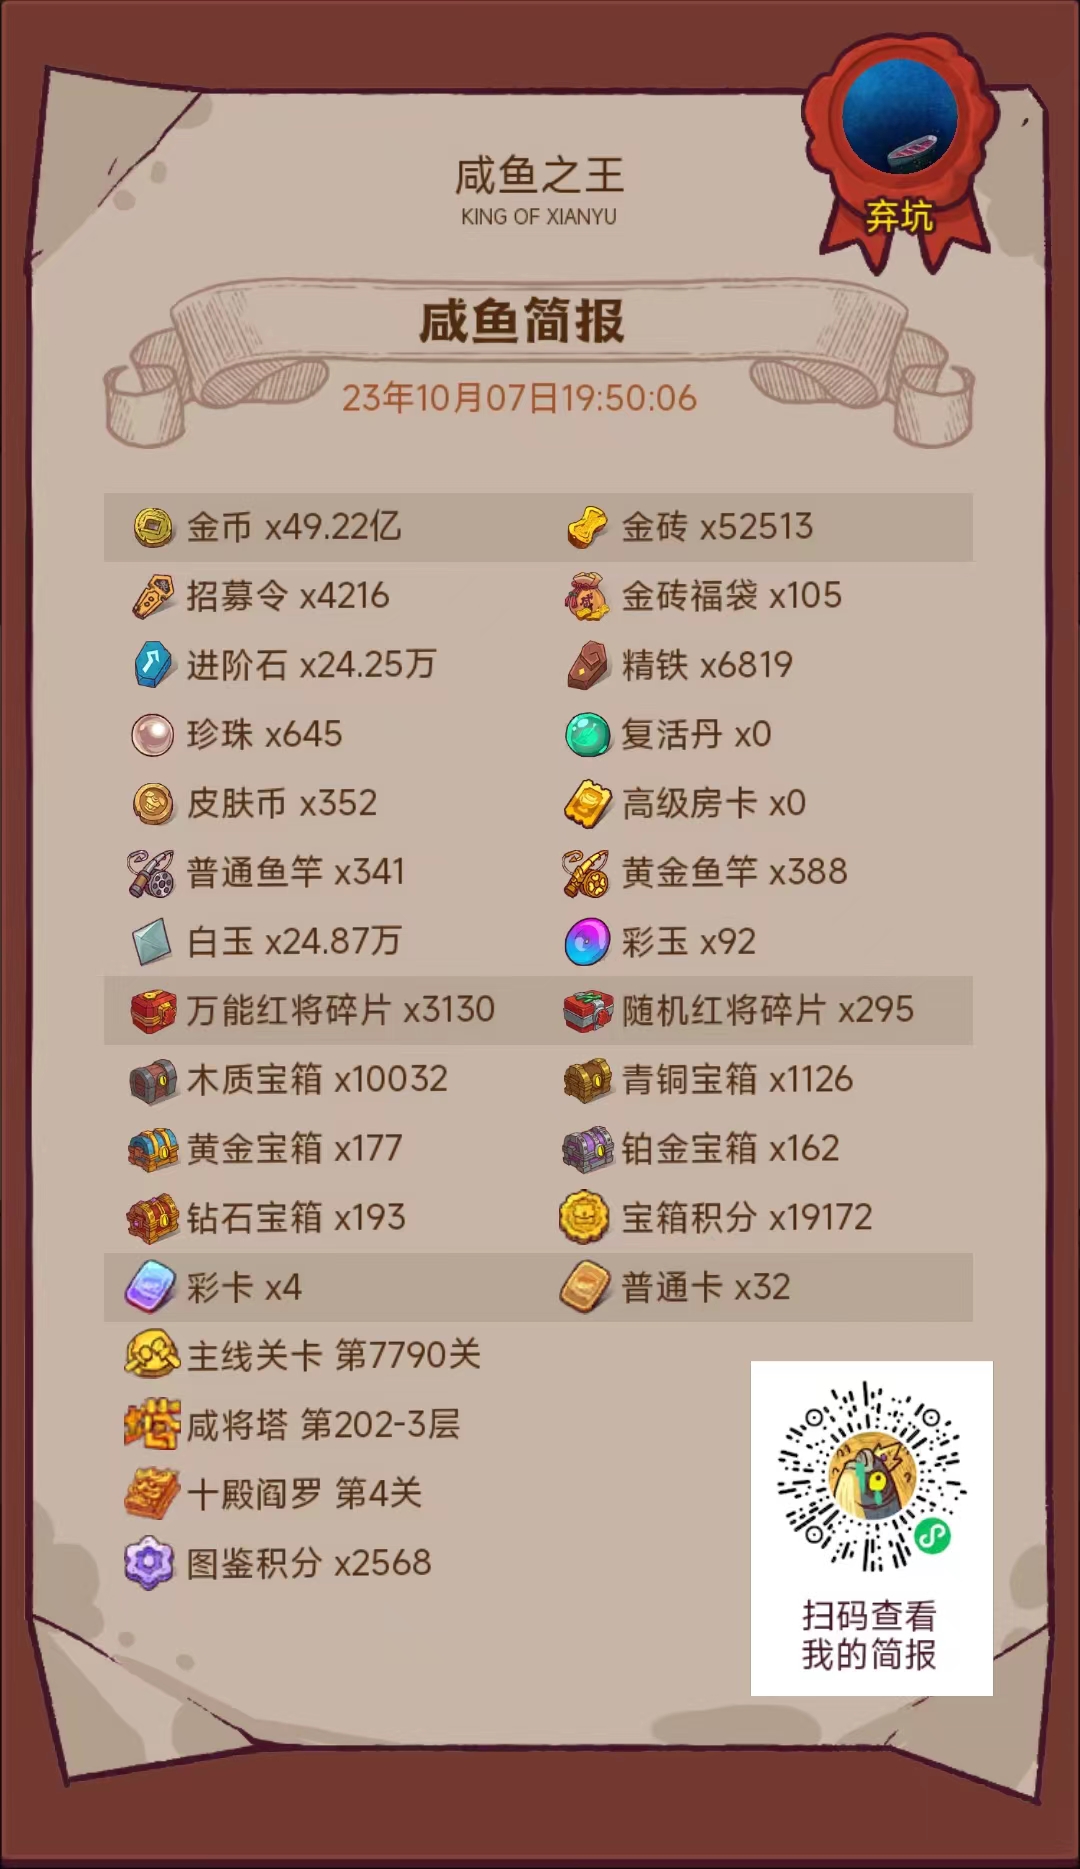 咸鱼之王
KING OF XIANYU
弃坑
咸鱼简报
23年10月07日19:50:06
金币 x49.22亿
金砖 x52513
招募令 x4216
金砖福袋 x105
进阶石 x24.25万
精铁 x6819
珍珠 x645
复活丹 x0
皮肤币 x352
高级房卡 x0
普通鱼竿 x341
黄金鱼竿 x388
白玉 x24.87万
彩玉 x92
万能红将碎片 x3130
随机红将碎片 x295
木质宝箱 x10032
青铜宝箱 x1126
黄金宝箱 x177
铂金宝箱 x162
钻石宝箱 x193
宝箱积分 x19172
彩卡 x4
普通卡 x32
主线关卡 第7790关
咸将塔 第202-3层
十殿阎罗 第4关
图鉴积分 x2568
扫码查看
我的简报